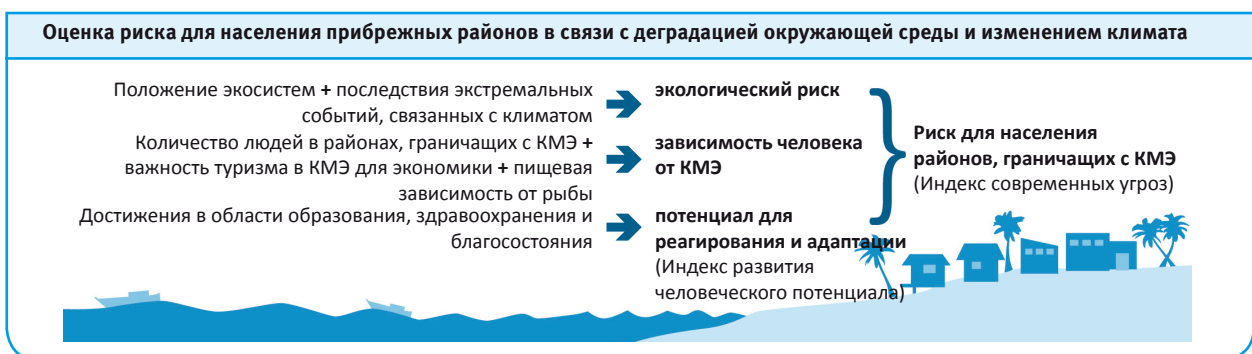 Оценка риска для населения прибрежных районов в связи с деградацией окружающей среды и изменением климата
Положение экосистем + последствия экстремальных
событий, связанных с климатом
экологический риск
Количество людей в районах, граничащих с КМЭ +
важность туризма в КМЭ для экономики + пищевая
зависимость от рыбы
зависимость человека
от КМЭ
Достижения в области образования, здравоохранения и
благосостояния
потенциал для
реагирования и адаптации
(Индекс развития
человеческого потенциала)
Риск для населения
районов, граничащих с КМЭ
(Индекс современных угроз)